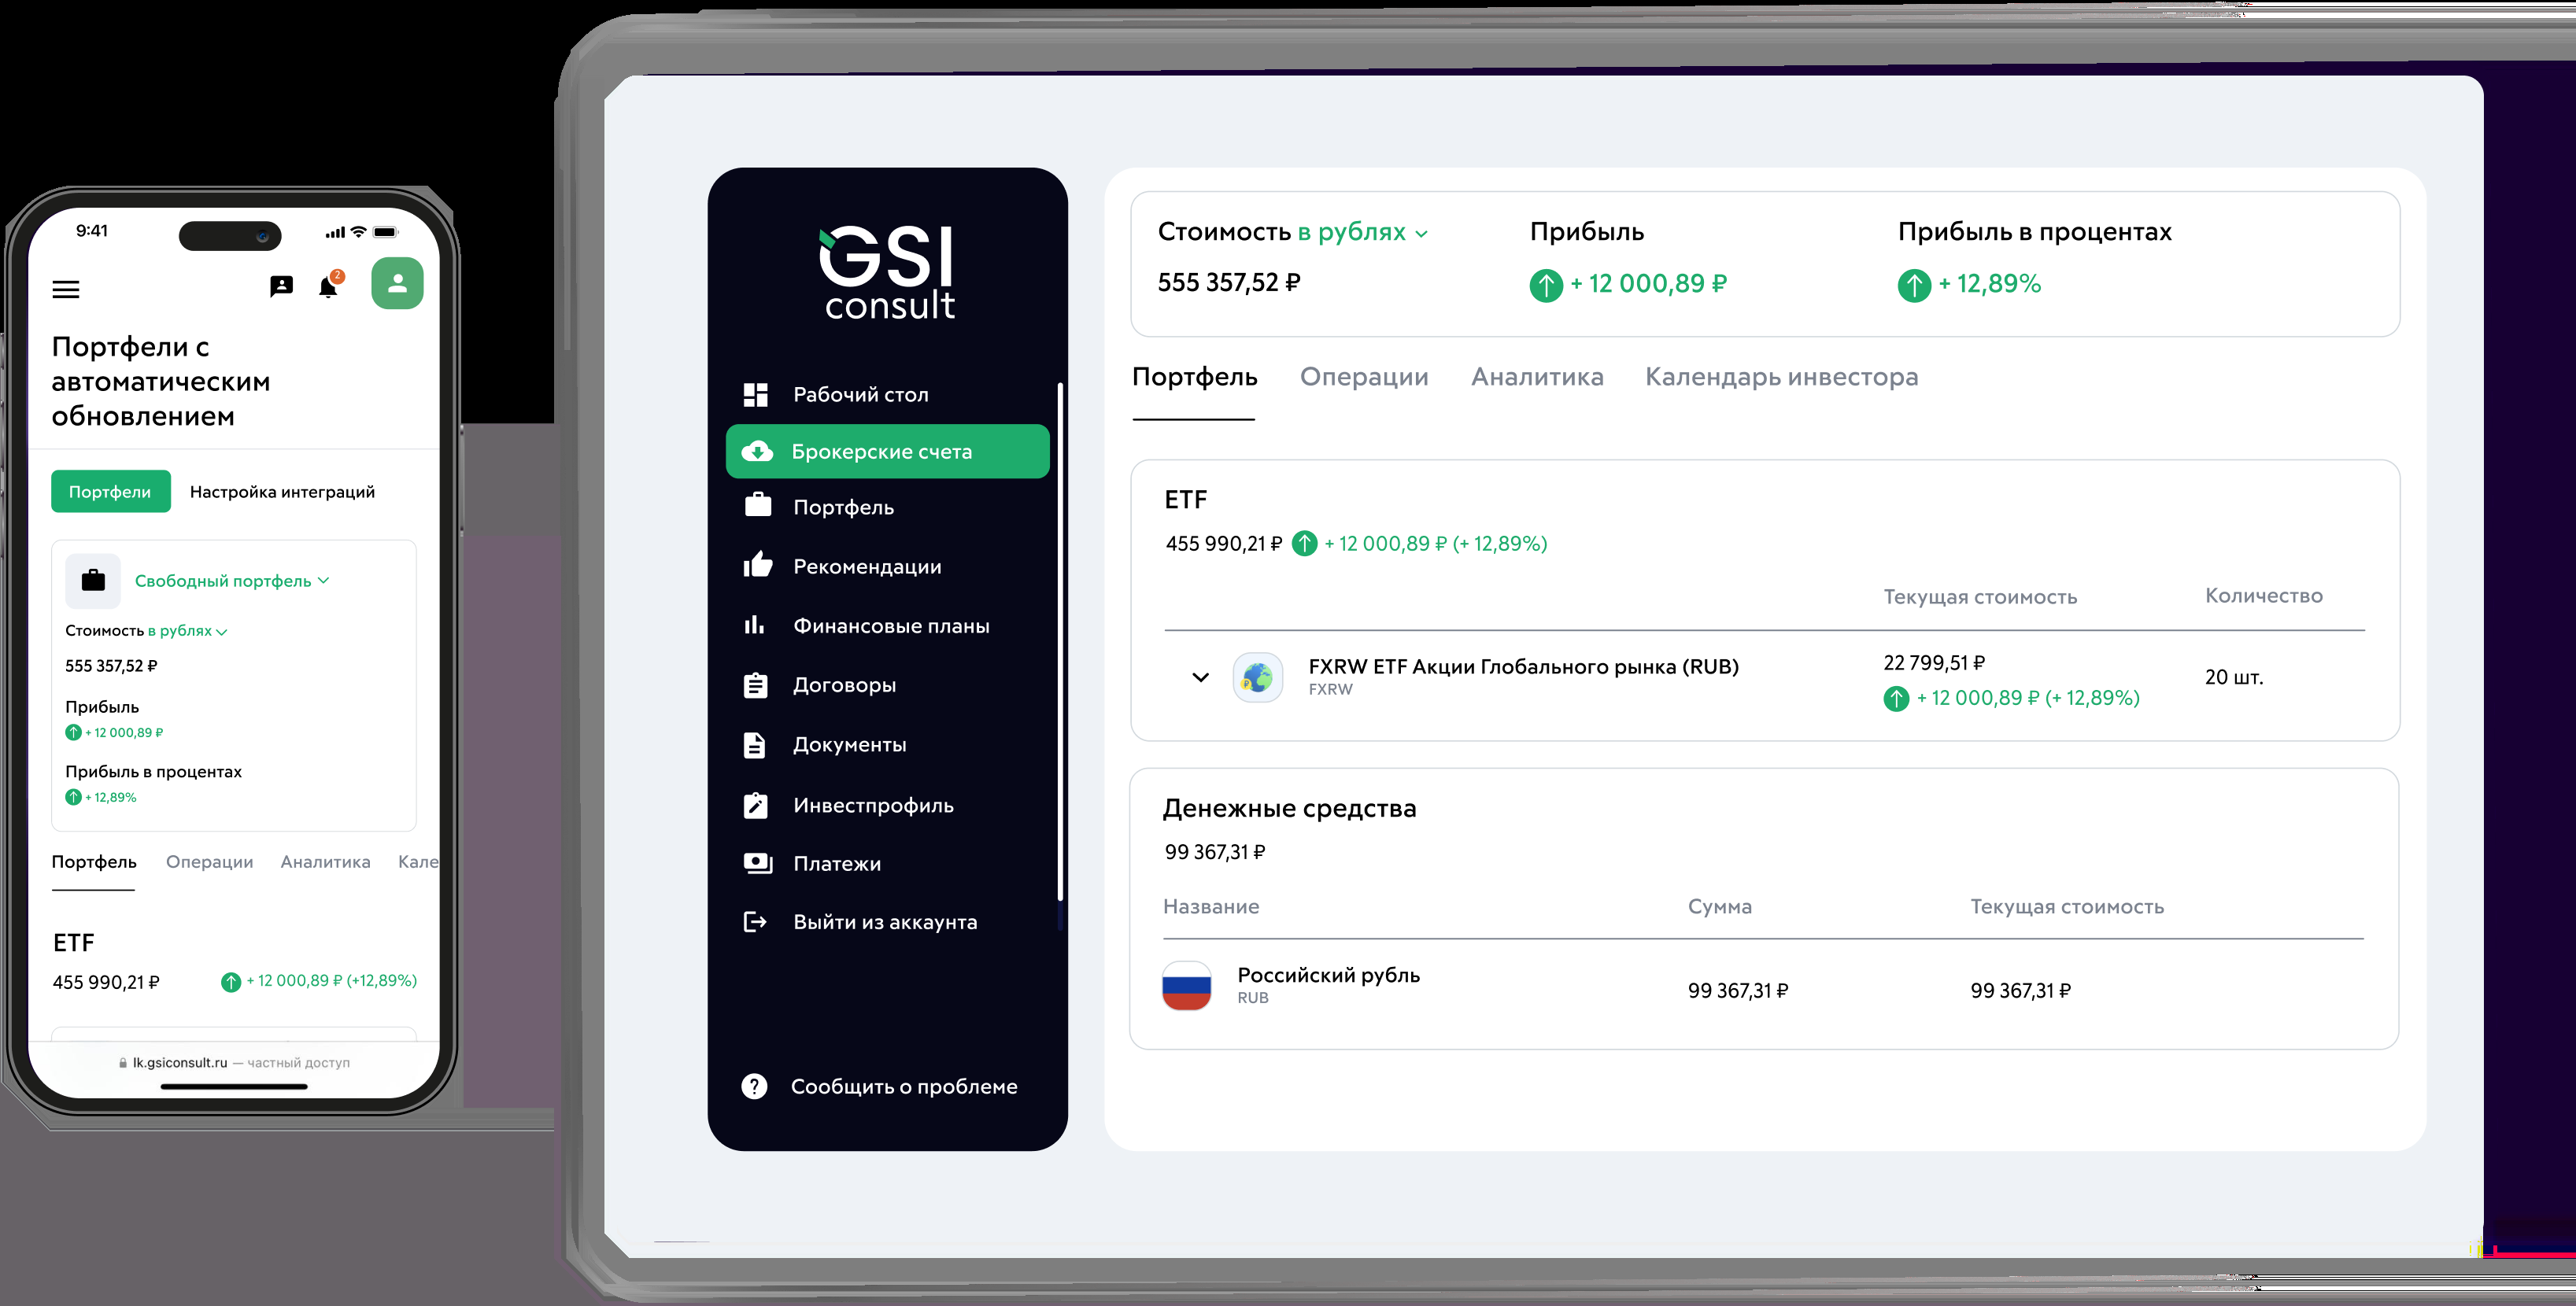 9:41
2
Портфели с
автоматическим
обновлением
Портфели Настройка интеграций
Свободный портфель
Стоимость в рублях
555 357,52 ₽
Прибыль
+ 12 000,89 ₽
Прибыль в процентах
+ 12,89%
Портфель Операции Аналитика Кале
ETF
455 990,21 ₽ + 12 000,89 ₽ (+12,89%)
lk.gsiconsult.ru — частный доступ
GSI
consult
Рабочий стол
Брокерские счета
Портфель
Рекомендации
Финансовые планы
Договоры
Документы
Инвестпрофиль
Платежи
Выйти из аккаунта
Сообщить о проблеме
Стоимость в рублях Прибыль Прибыль в процентах
555 357,52 ₽ + 12 000,89 ₽ + 12,89%
Портфель Операции Аналитика Календарь инвестора
ETF
455 990,21 ₽ + 12 000,89 ₽ (+ 12,89%)
Текущая стоимость Количество
FXRW ETF Акции Глобального рынка (RUB) 22 799,51 ₽ 20 шт.
FXRW + 12 000,89 ₽ (+ 12,89%)
Денежные средства
99 367,31 ₽
Название Сумма Текущая стоимость
Российский рубль 99 367,31 ₽ 99 367,31 ₽
RUB